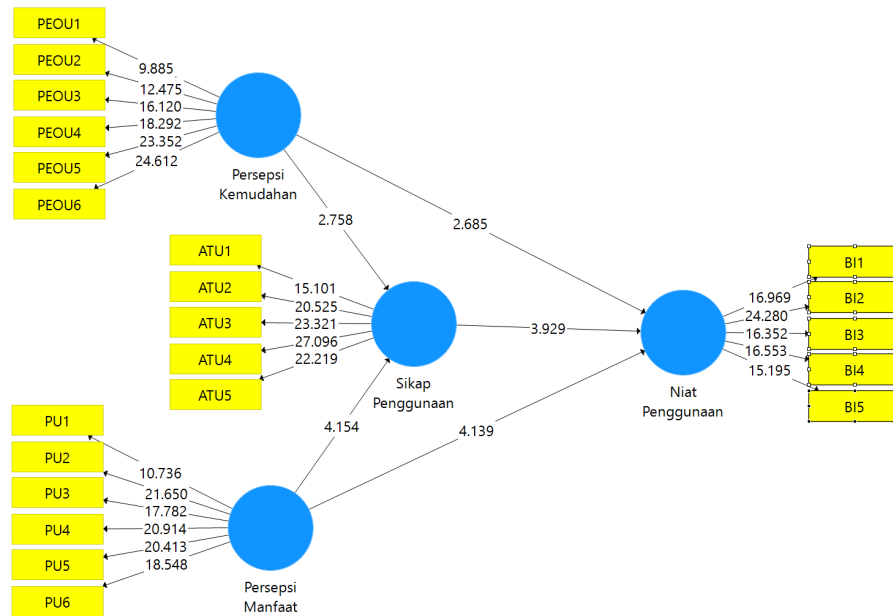 PEOU1
PEOU2
PEOU3
PEOU4
PEOU5
PEOU6
9.885
12.475
16.120
18.292
23.352
24.612
Persepsi
Kemudahan
2.758
2.685
ATU1
ATU2
ATU3
ATU4
ATU5
15.101
20.525
23.321
27.096
22.219
Sikap
Penggunaan
3.929
BI1
BI2
BI3
BI4
BI5
16.969
24.280
16.352
16.553
15.195
Niat
Penggunaan
4.154
4.139
PU1
PU2
PU3
PU4
PU5
PU6
10.736
21.650
17.782
20.914
20.413
18.548
Persepsi
Manfaat